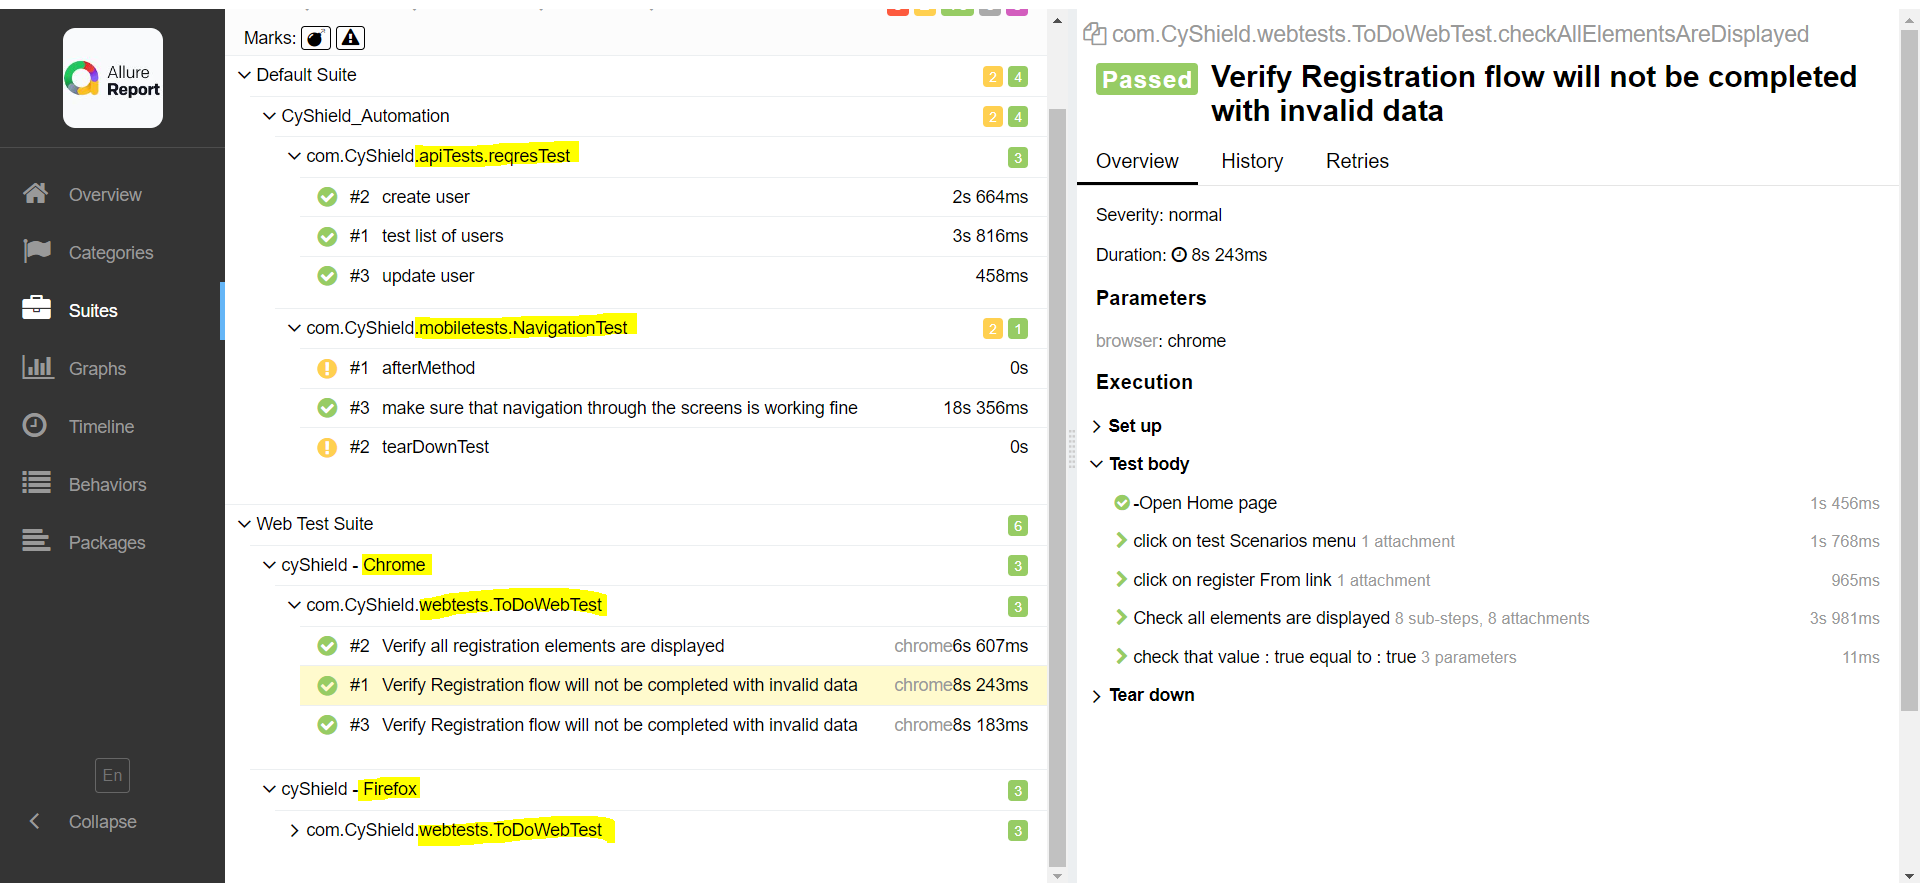 Allure
Report
Overview
Categories
Suites
Graphs
Timeline
Behaviors
Packages
En
Collapse
Marks:
Default Suite 2 4
CyShield_Automation 2 4
com.CyShield.apiTests.reqresTest 3
#2 create user 2s 664ms
#1 test list of users 3s 816ms
#3 update user 458ms
com.CyShield.mobiletests.NavigationTest 2 1
#1 afterMethod 0s
#3 make sure that navigation through the screens is working fine 18s 356ms
#2 tearDownTest 0s
Web Test Suite 6
cyShield - Chrome 3
com.CyShield.webtests.ToDoWebTest 3
#2 Verify all registration elements are displayed chrome6s 607ms
#1 Verify Registration flow will not be completed with invalid data chrome8s 243ms
#3 Verify Registration flow will not be completed with invalid data chrome8s 183ms
cyShield - Firefox 3
com.CyShield.webtests.ToDoWebTest 3
com.CyShield.webtests.ToDoWebTest.checkAllElementsAreDisplayed
Passed Verify Registration flow will not be completed
with invalid data
Overview History Retries
Severity: normal
Duration: 8s 243ms
Parameters
browser: chrome
Execution
Set up
Test body
-Open Home page 1s 456ms
click on test Scenarios menu 1 attachment 1s 768ms
click on register From link 1 attachment 965ms
Check all elements are displayed 8 sub-steps, 8 attachments 3s 981ms
check that value : true equal to : true 3 parameters 11ms
Tear down